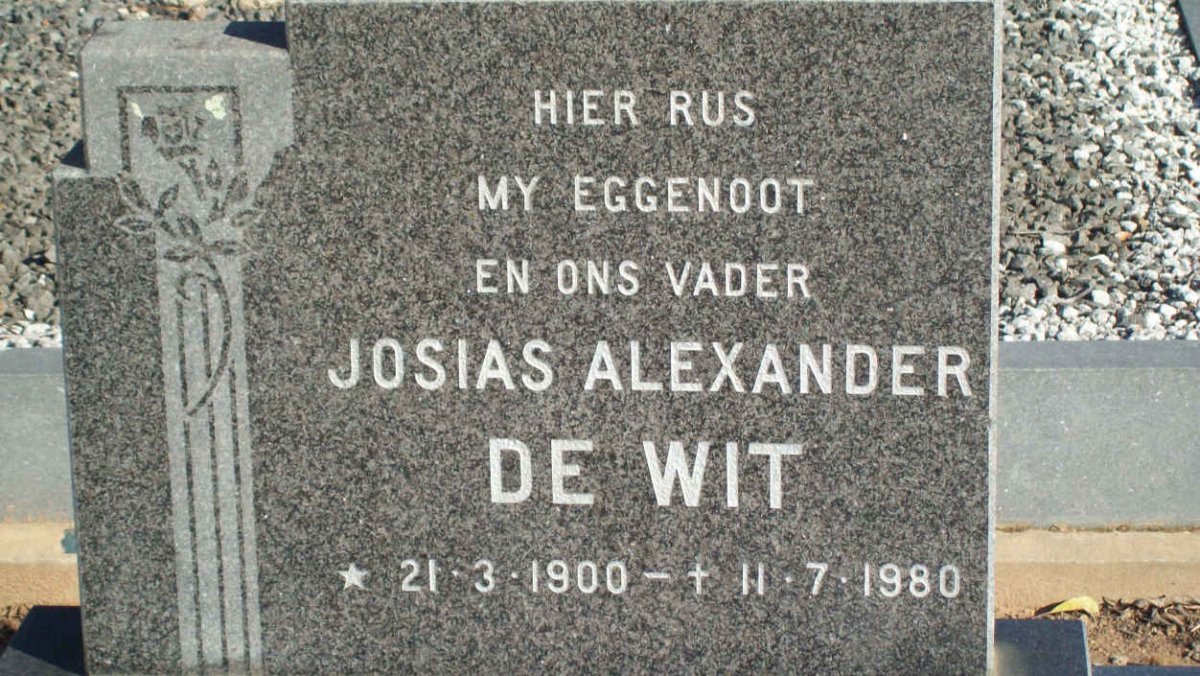 HIER RUS
MY EGGENOOT
EN ONS VADER
JOSIAS ALEXANDER
DE WIT
★ 21·3·1900 – † 11·7·1980